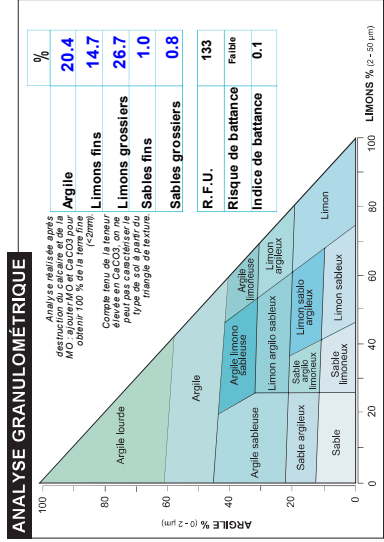 ANALYSE GRANULOMÉTRIQUE
Analyse réalisée après
destruction du calcaire et de la
MO : ajouter MO et CaCO3 pour
obtenir 100 % de la terre fine
(<2mm).
Compte tenu de la teneur
élevée en CaCO3, on ne
peut pas caractériser le
type de sol à partir du
triangle de texture.
%
Argile 20.4
Limons fins 14.7
Limons grossiers 26.7
Sables fins 1.0
Sables grossiers 0.8
R.F.U. 133
Risque de battance Faible
Indice de battance 0.1
ARGILE % (0 - 2 µm)
100
80
60
40
20
0
Argile lourde
Argile
Argile sableuse
Argile limono
sableuse
Argile
limoneuse
Limon argilo sableux
Limon
argileux
Sable argileux
Sable
argilo
limoneux
Limon sablo
argileux
Limon
Sable
Sable
limoneux
Limon sableux
0 20 40 60 80 100
LIMONS % (2 - 50 µm)